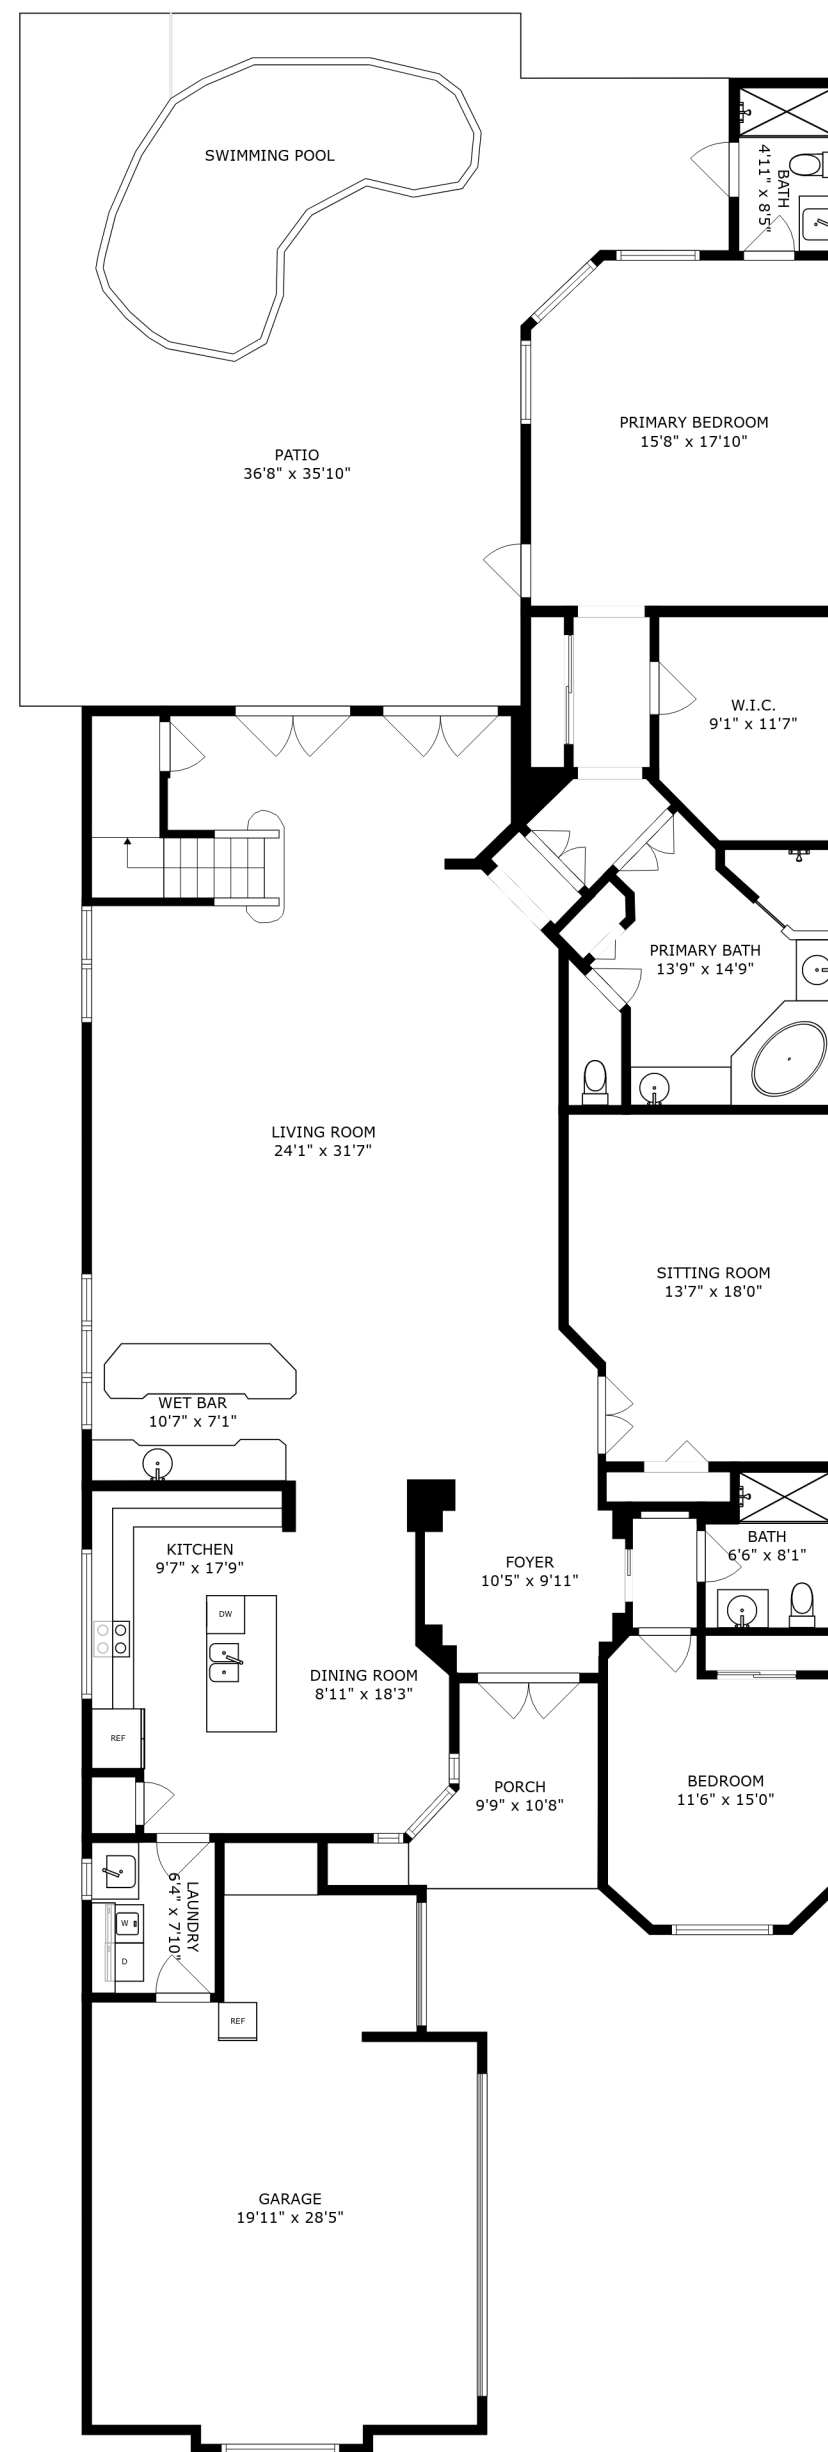 SWIMMING POOL
BATH
4'11" x 8'5"
PRIMARY BEDROOM
15'8" x 17'10"
PATIO
36'8" x 35'10"
W.I.C.
9'1" x 11'7"
PRIMARY BATH
13'9" x 14'9"
LIVING ROOM
24'1" x 31'7"
SITTING ROOM
13'7" x 18'0"
WET BAR
10'7" x 7'1"
KITCHEN
9'7" x 17'9"
FOYER
10'5" x 9'11"
BATH
6'6" x 8'1"
DW
DINING ROOM
8'11" x 18'3"
REF
PORCH
9'9" x 10'8"
BEDROOM
11'6" x 15'0"
LAUNDRY
6'4" x 7'10"
W
D
REF
GARAGE
19'11" x 28'5"